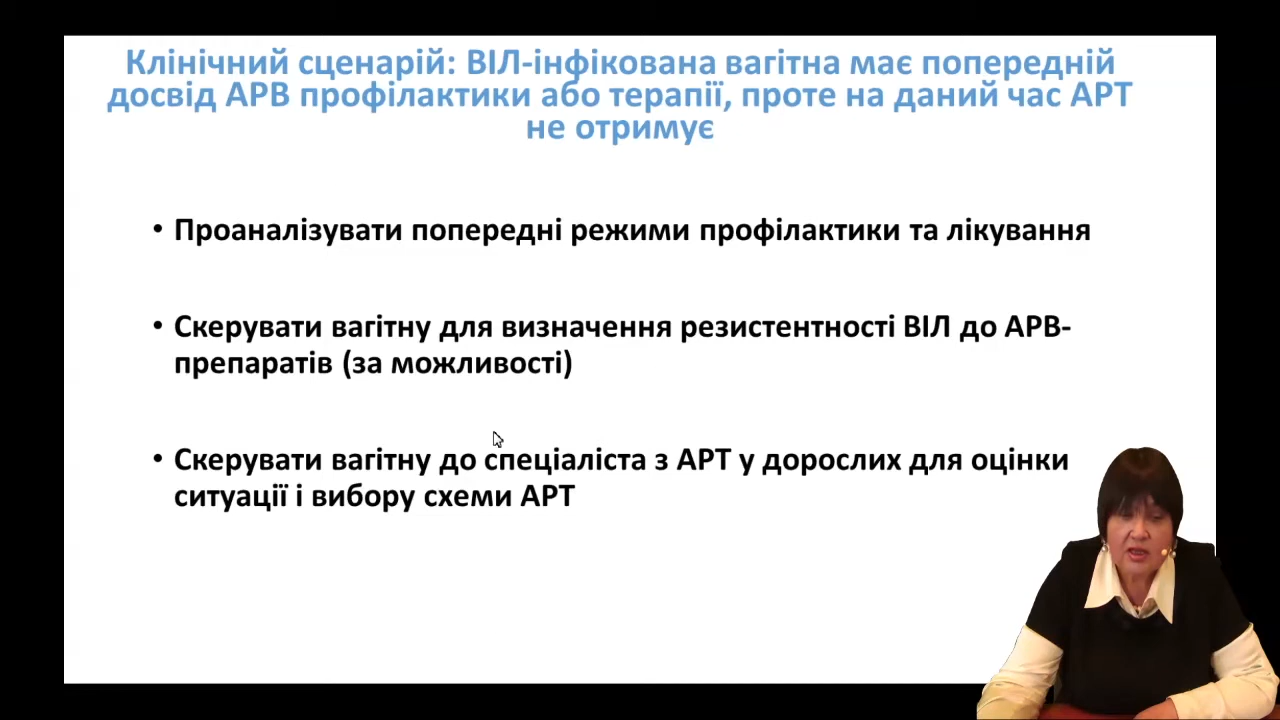 Клінічний сценарій: ВІЛ-інфікована вагітна має попередній
досвід АРВ профілактики або терапії, проте на даний час АРТ
не отримує
• Проаналізувати попередні режими профілактики та лікування
• Скерувати вагітну для визначення резистентності ВІЛ до АРВ-
препаратів (за можливості)
• Скерувати вагітну до спеціаліста з АРТ у дорослих для оцінки
ситуації і вибору схеми АРТ